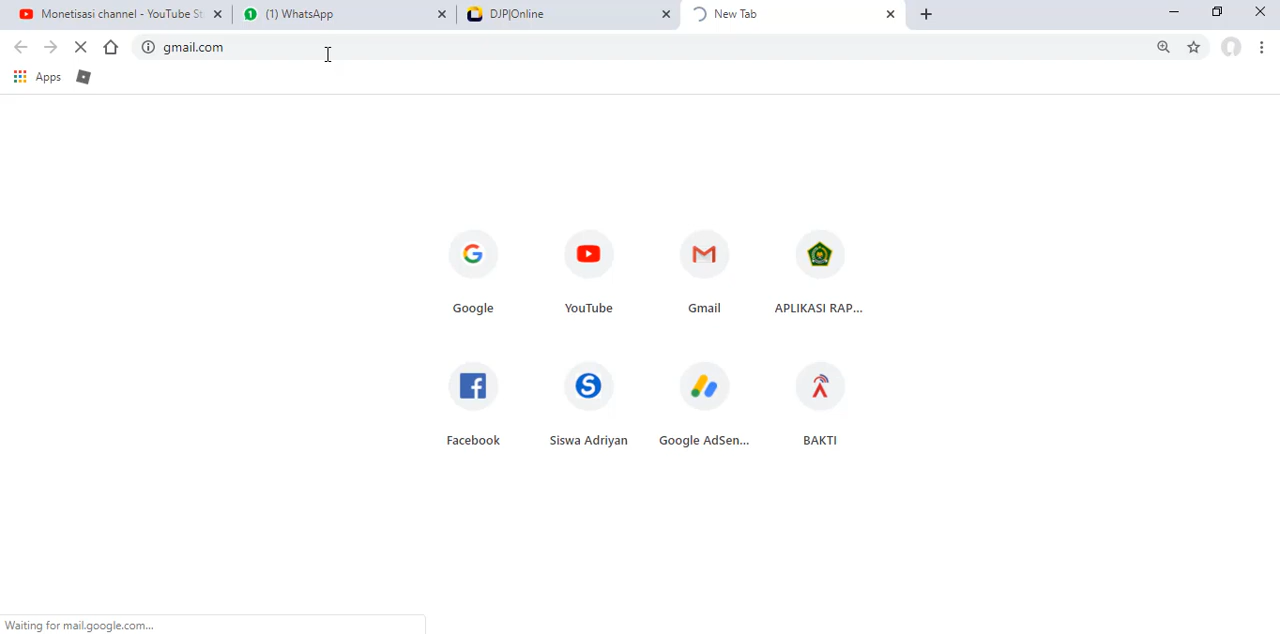 Monetisasi channel - YouTube St
(1) WhatsApp
DJP|Online
New Tab
gmail.com
Apps
Google
YouTube
Gmail
APLIKASI RAP...
Facebook
Siswa Adriyan
Google AdSen...
BAKTI
Waiting for mail.google.com...